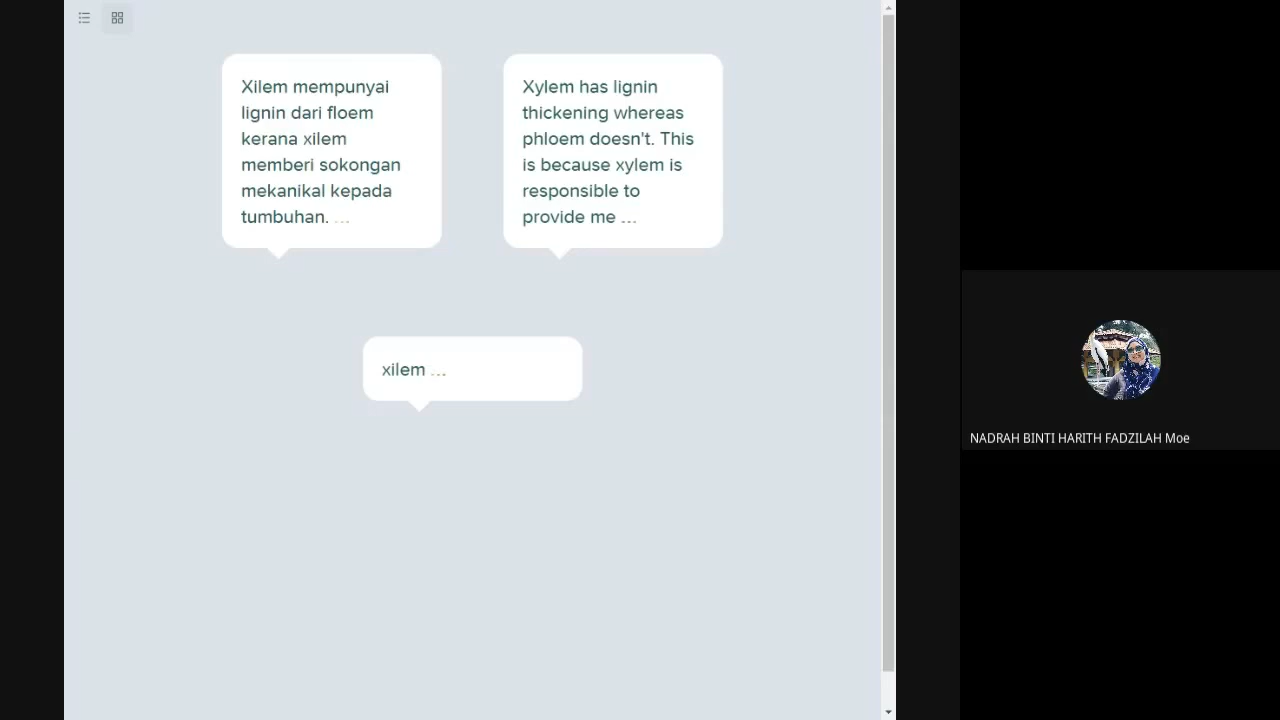 Xilem mempunyai
lignin dari floem
kerana xilem
memberi sokongan
mekanikal kepada
tumbuhan. ...
Xylem has lignin
thickening whereas
phloem doesn't. This
is because xylem is
responsible to
provide me ...
xilem ...
NADRAH BINTI HARITH FADZILAH Moe